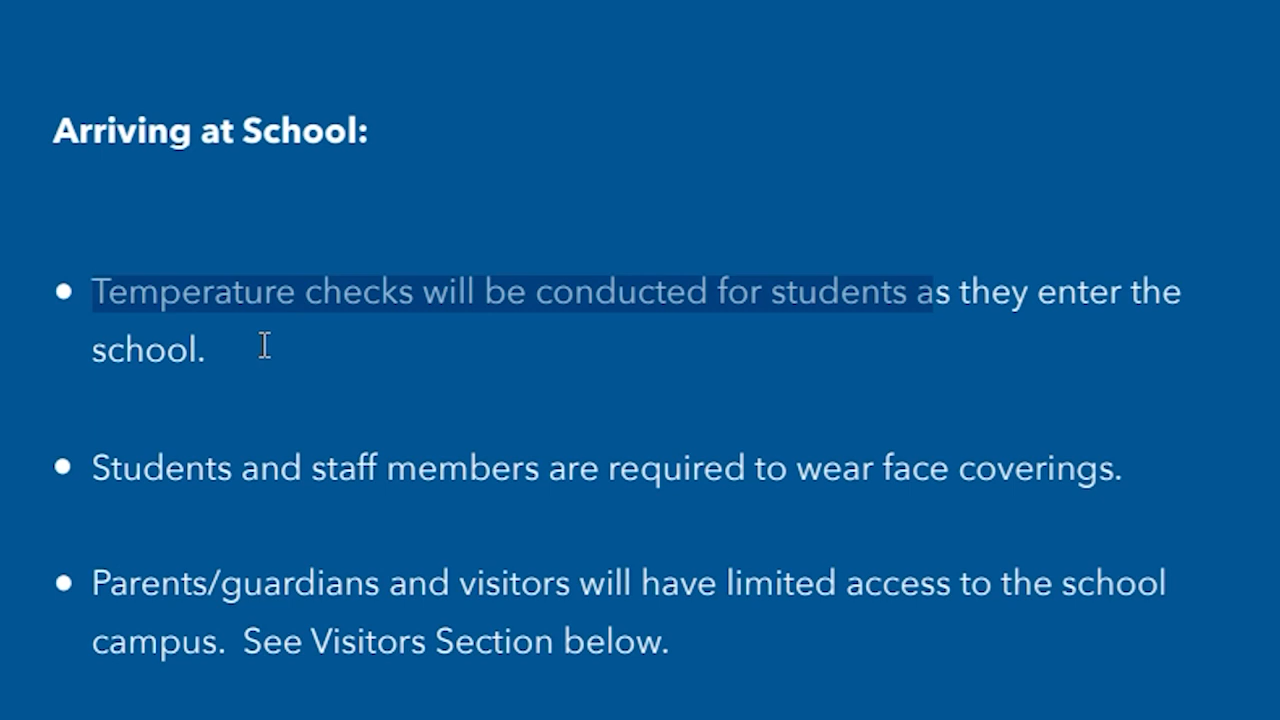 Arriving at School:
• Temperature checks will be conducted for students as they enter the
school.
• Students and staff members are required to wear face coverings.
• Parents/guardians and visitors will have limited access to the school
campus.  See Visitors Section below.